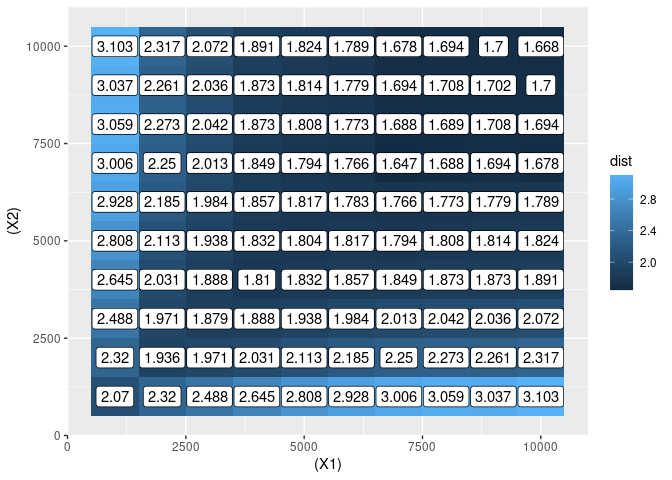 10000
3.103 2.317 2.072 1.891 1.824 1.789 1.678 1.694 1.7 1.668
3.037 2.261 2.036 1.873 1.814 1.779 1.694 1.708 1.702 1.7
3.059 2.273 2.042 1.873 1.808 1.773 1.688 1.689 1.708 1.694
7500
3.006 2.25 2.013 1.849 1.794 1.766 1.647 1.688 1.694 1.678
dist
2.928 2.185 1.984 1.857 1.817 1.783 1.766 1.773 1.779 1.789
2.8
(X2)
2.4
5000
2.808 2.113 1.938 1.832 1.804 1.817 1.794 1.808 1.814 1.824
2.0
2.645 2.031 1.888 1.81 1.832 1.857 1.849 1.873 1.873 1.891
2500
2.488 1.971 1.879 1.888 1.938 1.984 2.013 2.042 2.036 2.072
2.32 1.936 1.971 2.031 2.113 2.185 2.25 2.273 2.261 2.317
2.07 2.32 2.488 2.645 2.808 2.928 3.006 3.059 3.037 3.103
0
0 2500 5000 7500 10000
(X1)